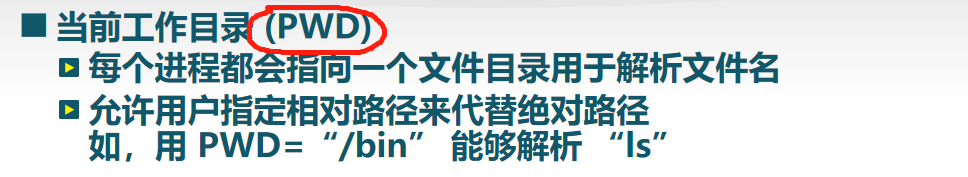 当前工作目录 (PWD)
每个进程都会指向一个文件目录用于解析文件名
允许用户指定相对路径来代替绝对路径
如，用 PWD=“/bin” 能够解析 “ls”